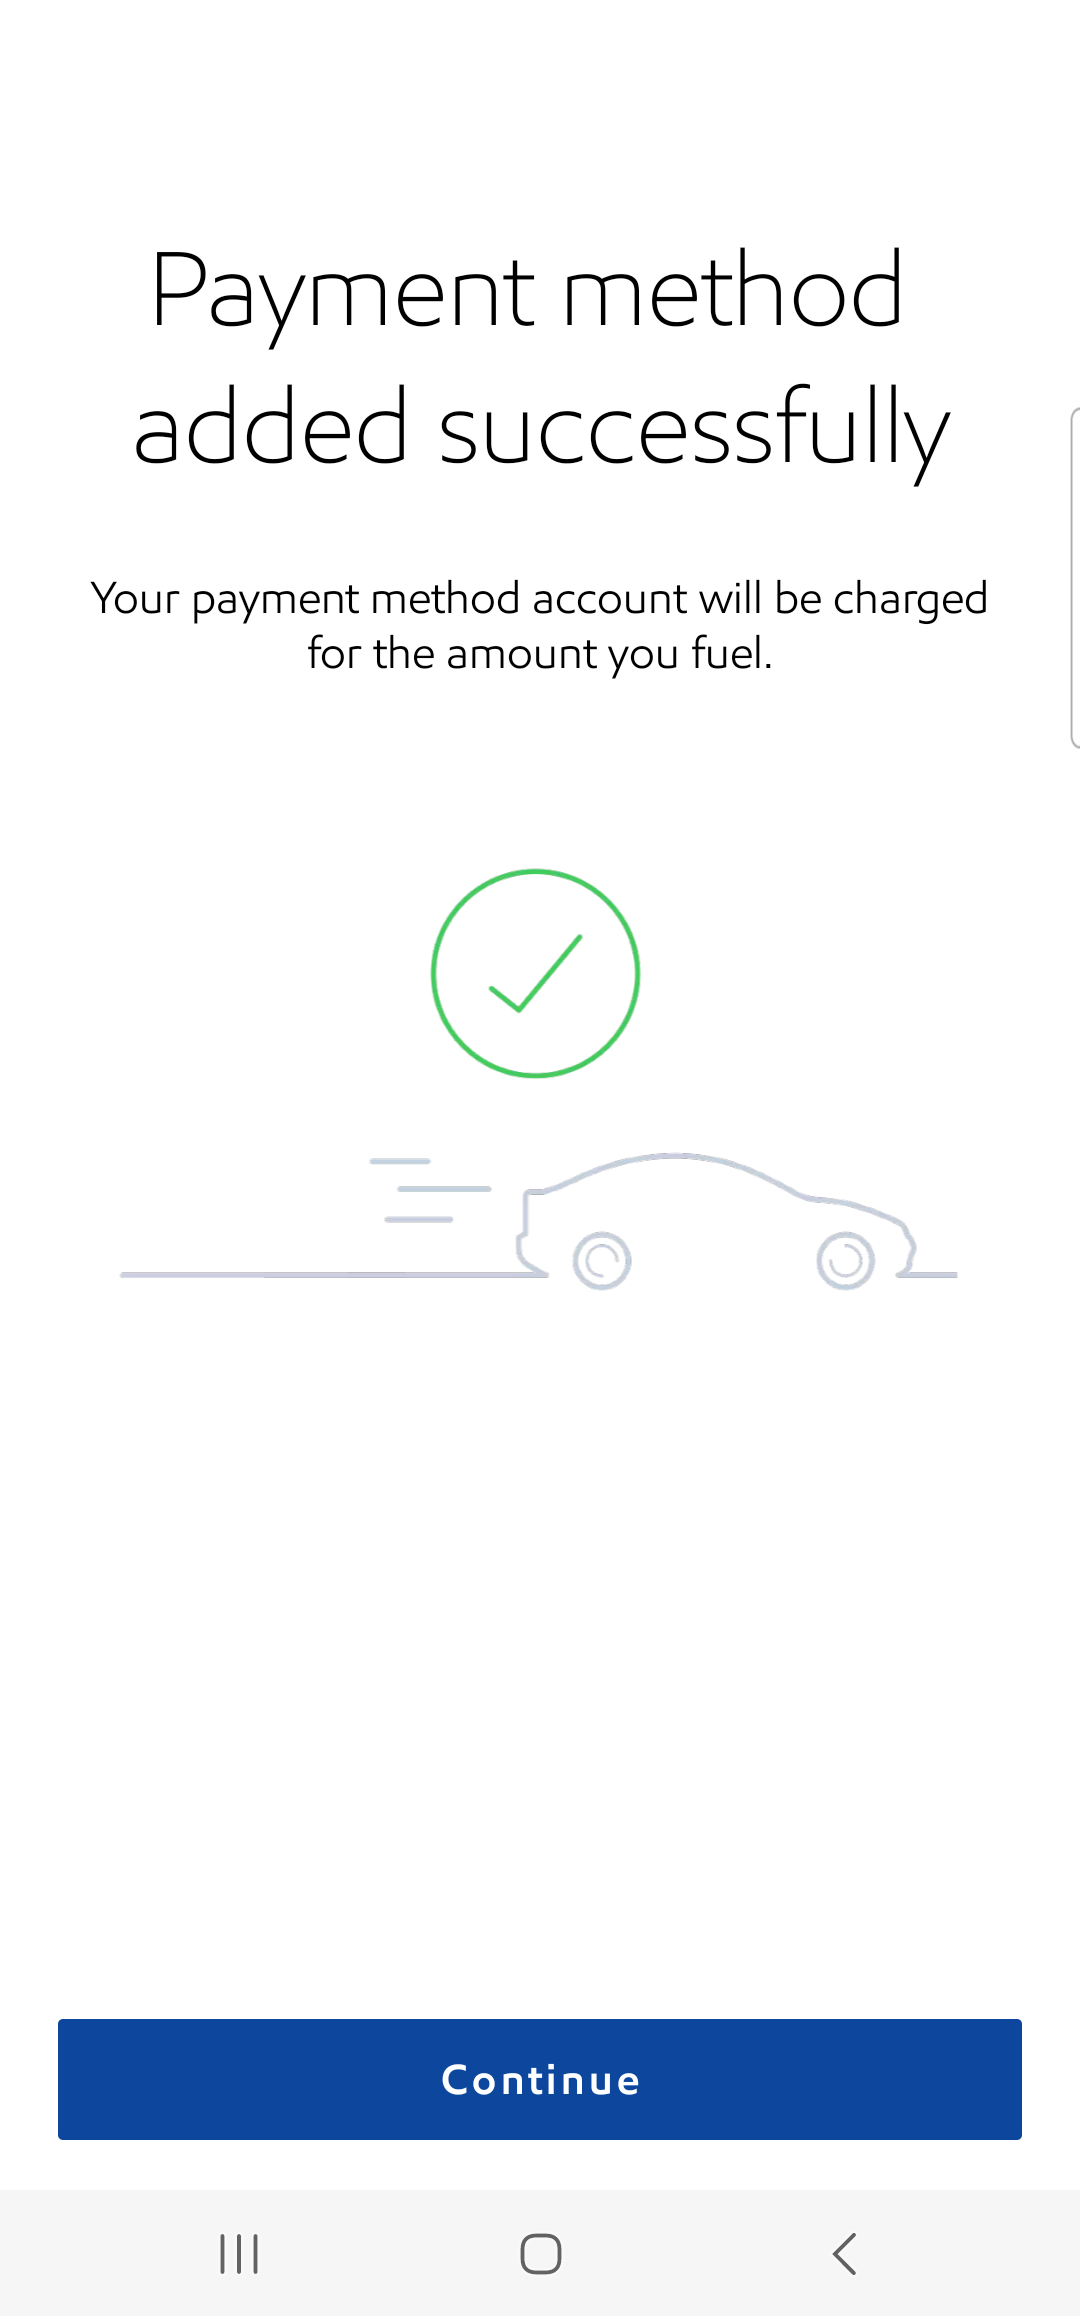 Payment method
added successfully
Your payment method account will be charged
for the amount you fuel.
Continue